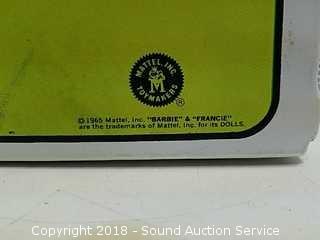 MATTEL, INC.
M
TOYMAKERS
®
© 1965 Mattel, Inc. "BARBIE" & "FRANCIE"
are the trademarks of Mattel, Inc. for its DOLLS.
Copyright 2018 - Sound Auction Service